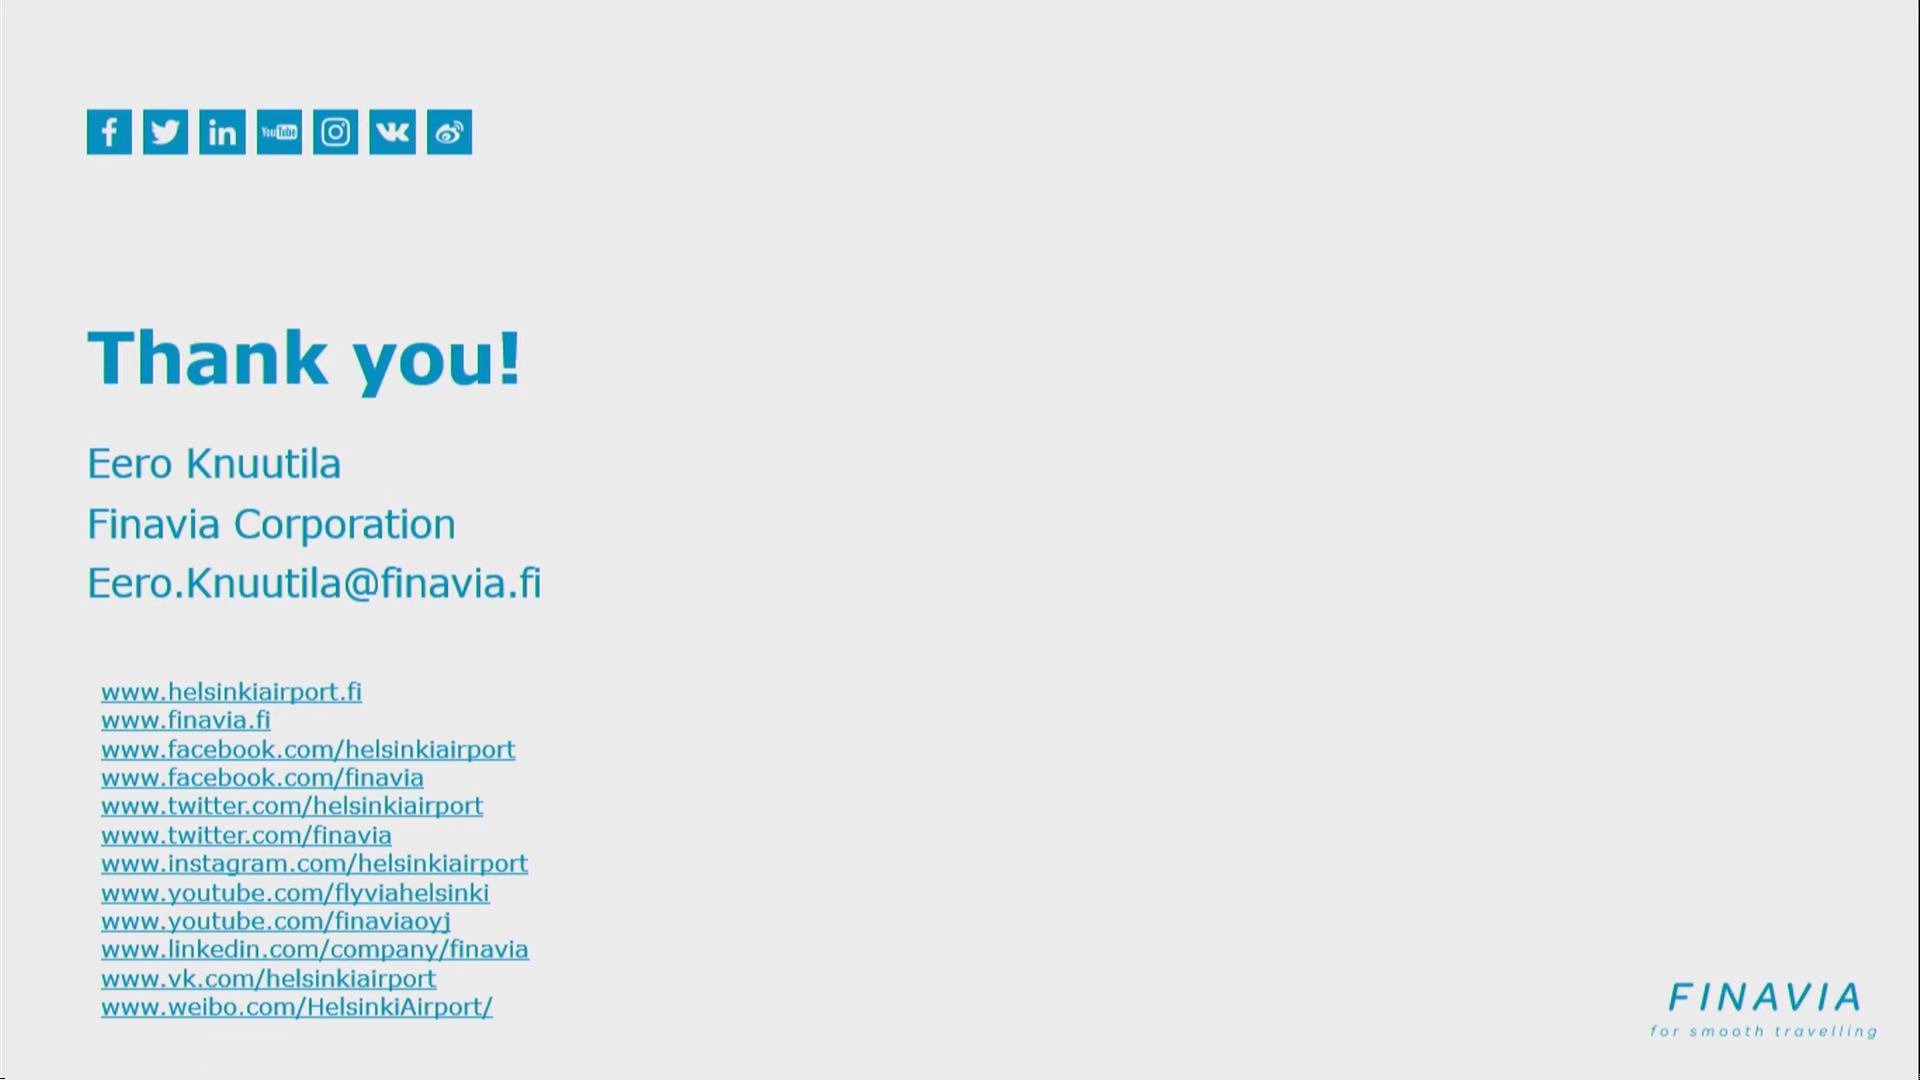 f in YouTube
Thank you!
Eero Knuutila
Finavia Corporation
Eero.Knuutila@finavia.fi
www.helsinkiairport.fi
www.finavia.fi
www.facebook.com/helsinkiairport
www.facebook.com/finavia
www.twitter.com/helsinkiairport
www.twitter.com/finavia
www.instagram.com/helsinkiairport
www.youtube.com/flyviahelsinki
www.youtube.com/finaviaoyj
www.linkedin.com/company/finavia
www.vk.com/helsinkiairport
www.weibo.com/HelsinkiAirport/
FINAVIA
for smooth travelling